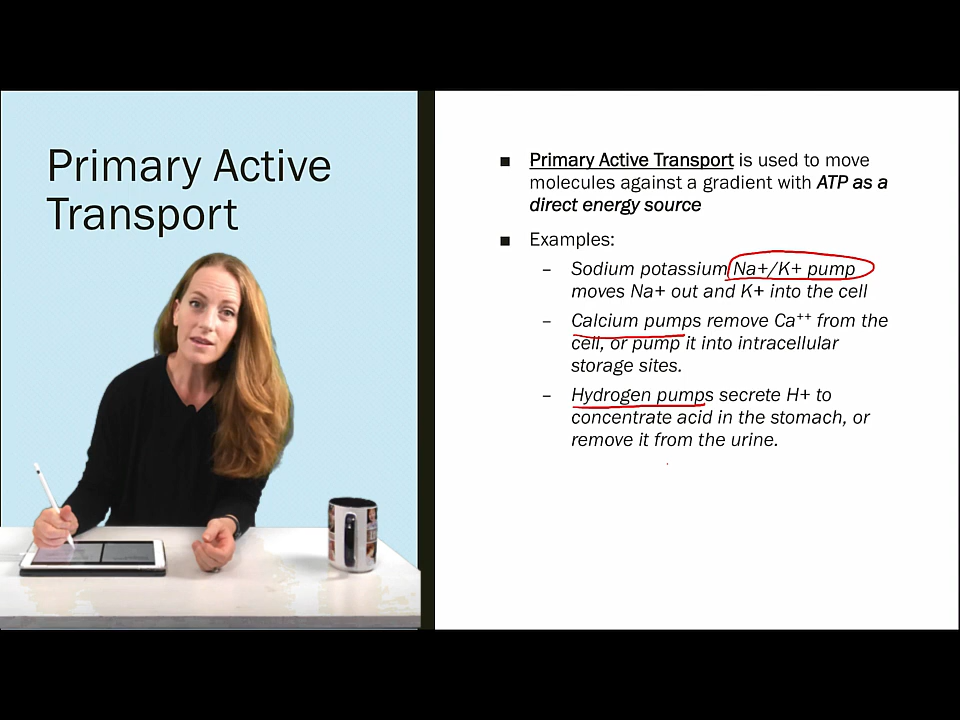 Primary Active
Transport
■ Primary Active Transport is used to move
molecules against a gradient with ATP as a
direct energy source
■ Examples:
– Sodium potassium Na+/K+ pump
moves Na+ out and K+ into the cell
– Calcium pumps remove Ca++ from the
cell, or pump it into intracellular
storage sites.
– Hydrogen pumps secrete H+ to
concentrate acid in the stomach, or
remove it from the urine.